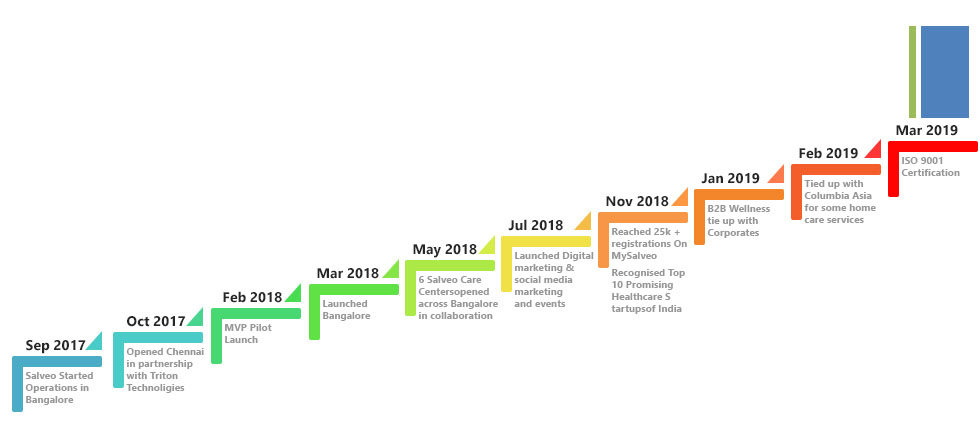 Sep 2017
Salveo Started
Operations in
Bangalore
Oct 2017
Opened Chennai
in partnership
with Triton
Technoligies
Feb 2018
MVP Pilot
Launch
Mar 2018
Launched
Bangalore
May 2018
6 Salveo Care
Centersopened
across Bangalore
in collaboration
Jul 2018
Launched Digital
marketing &
social media
marketing
and events
Nov 2018
Reached 25k +
registrations On
MySalveo
Recognised Top
10 Promising
Healthcare S
tartupsof India
Jan 2019
B2B Wellness
tie up with
Corporates
Feb 2019
Tied up with
Columbia Asia
for some home
care services
Mar 2019
ISO 9001
Certification